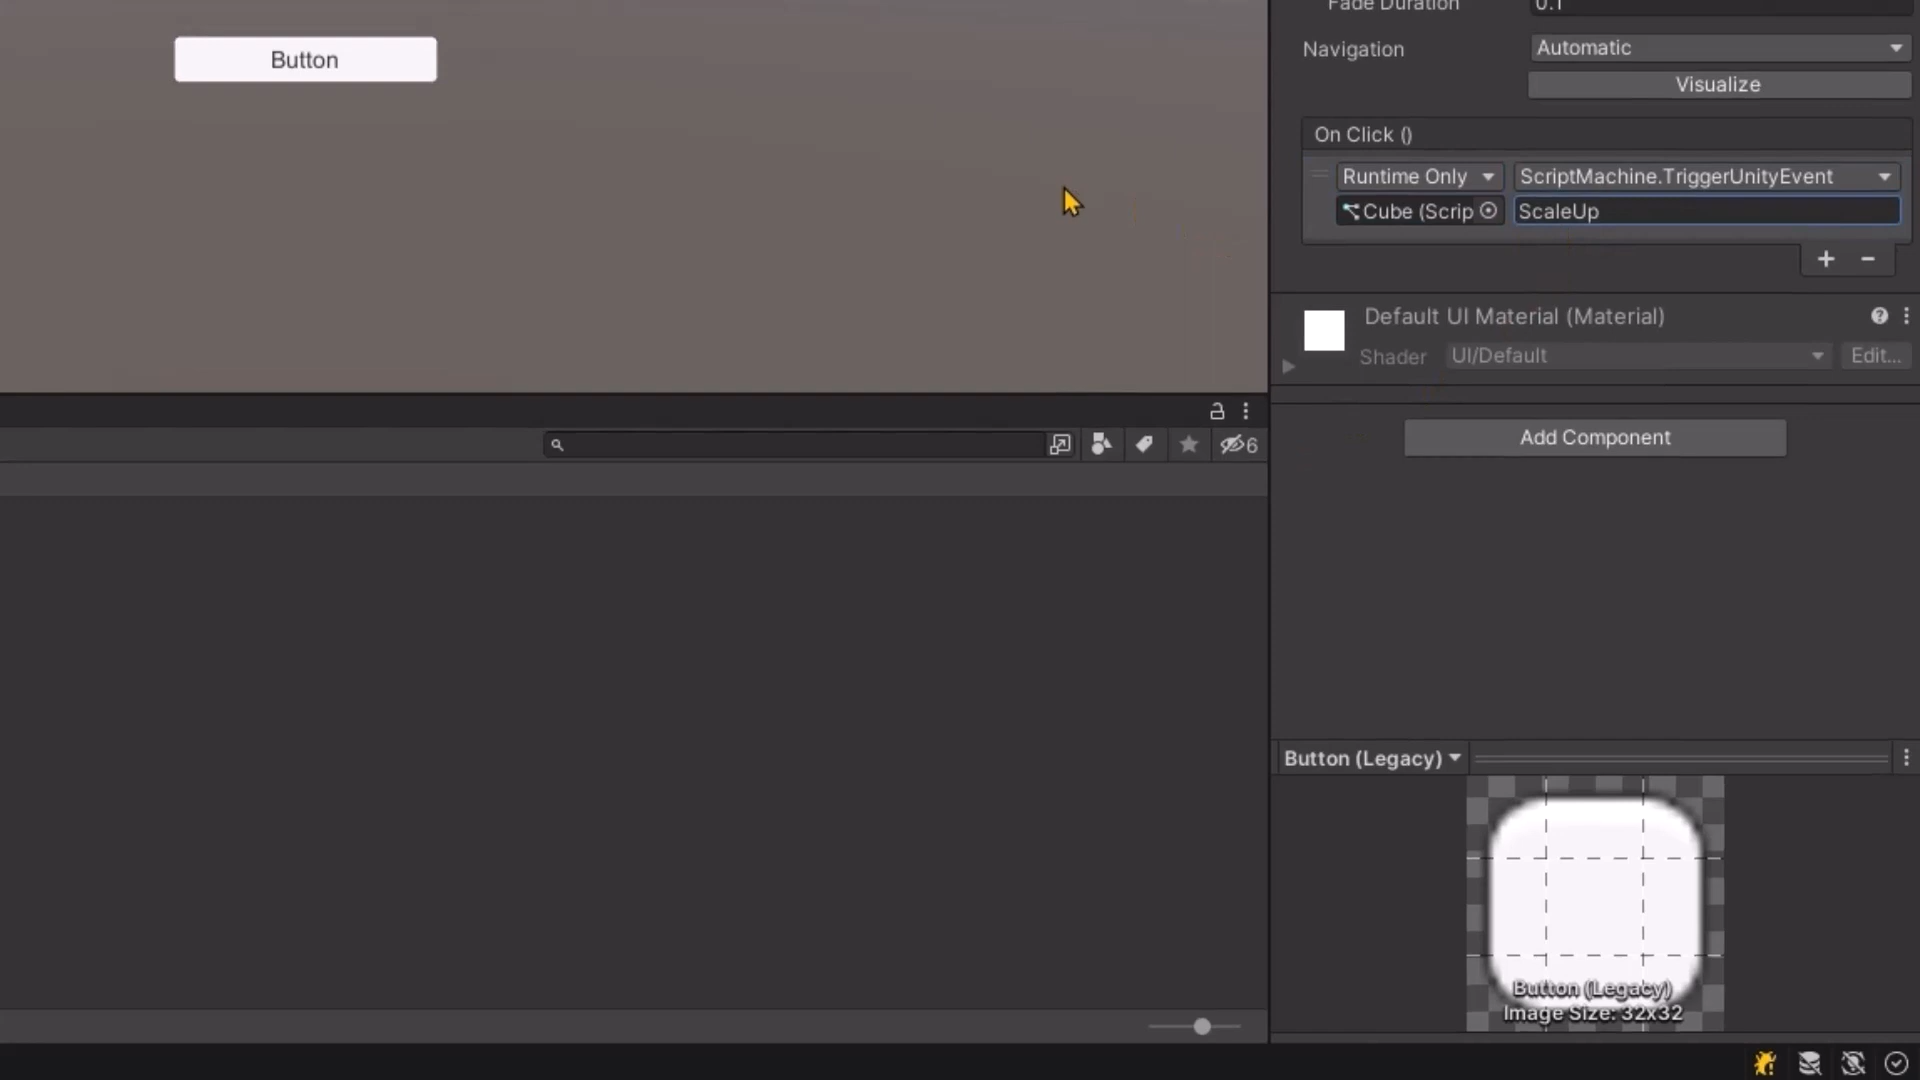 Fade Duration
0.1
Button
Navigation
Automatic
Visualize
On Click ()
Runtime Only
ScriptMachine.TriggerUnityEvent
Cube (Scrip
ScaleUp
+ −
Default UI Material (Material)
Shader
UI/Default
Edit...
6
Add Component
Button (Legacy)
Button (Legacy)
Image Size: 32x32